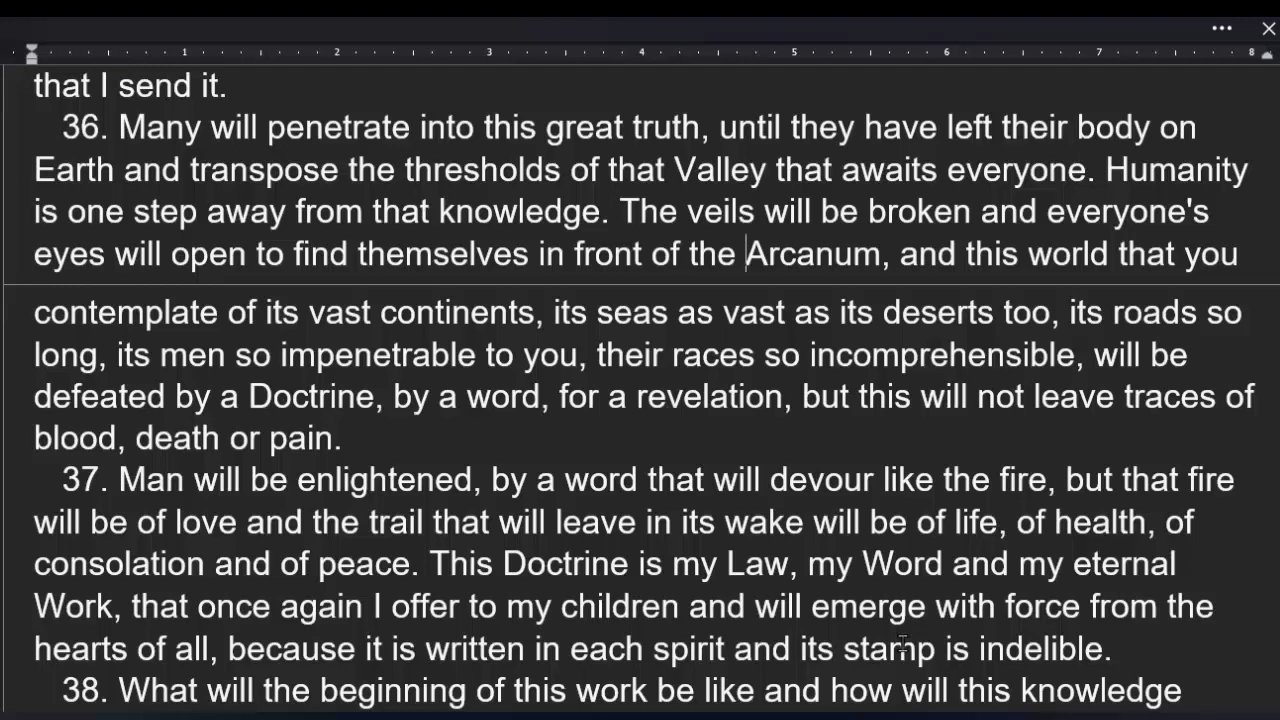 1 2 3 4 5 6 7 8
that I send it.
36. Many will penetrate into this great truth, until they have left their body on
Earth and transpose the thresholds of that Valley that awaits everyone. Humanity
is one step away from that knowledge. The veils will be broken and everyone's
eyes will open to find themselves in front of the Arcanum, and this world that you
contemplate of its vast continents, its seas as vast as its deserts too, its roads so
long, its men so impenetrable to you, their races so incomprehensible, will be
defeated by a Doctrine, by a word, for a revelation, but this will not leave traces of
blood, death or pain.
37. Man will be enlightened, by a word that will devour like the fire, but that fire
will be of love and the trail that will leave in its wake will be of life, of health, of
consolation and of peace. This Doctrine is my Law, my Word and my eternal
Work, that once again I offer to my children and will emerge with force from the
hearts of all, because it is written in each spirit and its stamp is indelible.
38. What will the beginning of this work be like and how will this knowledge